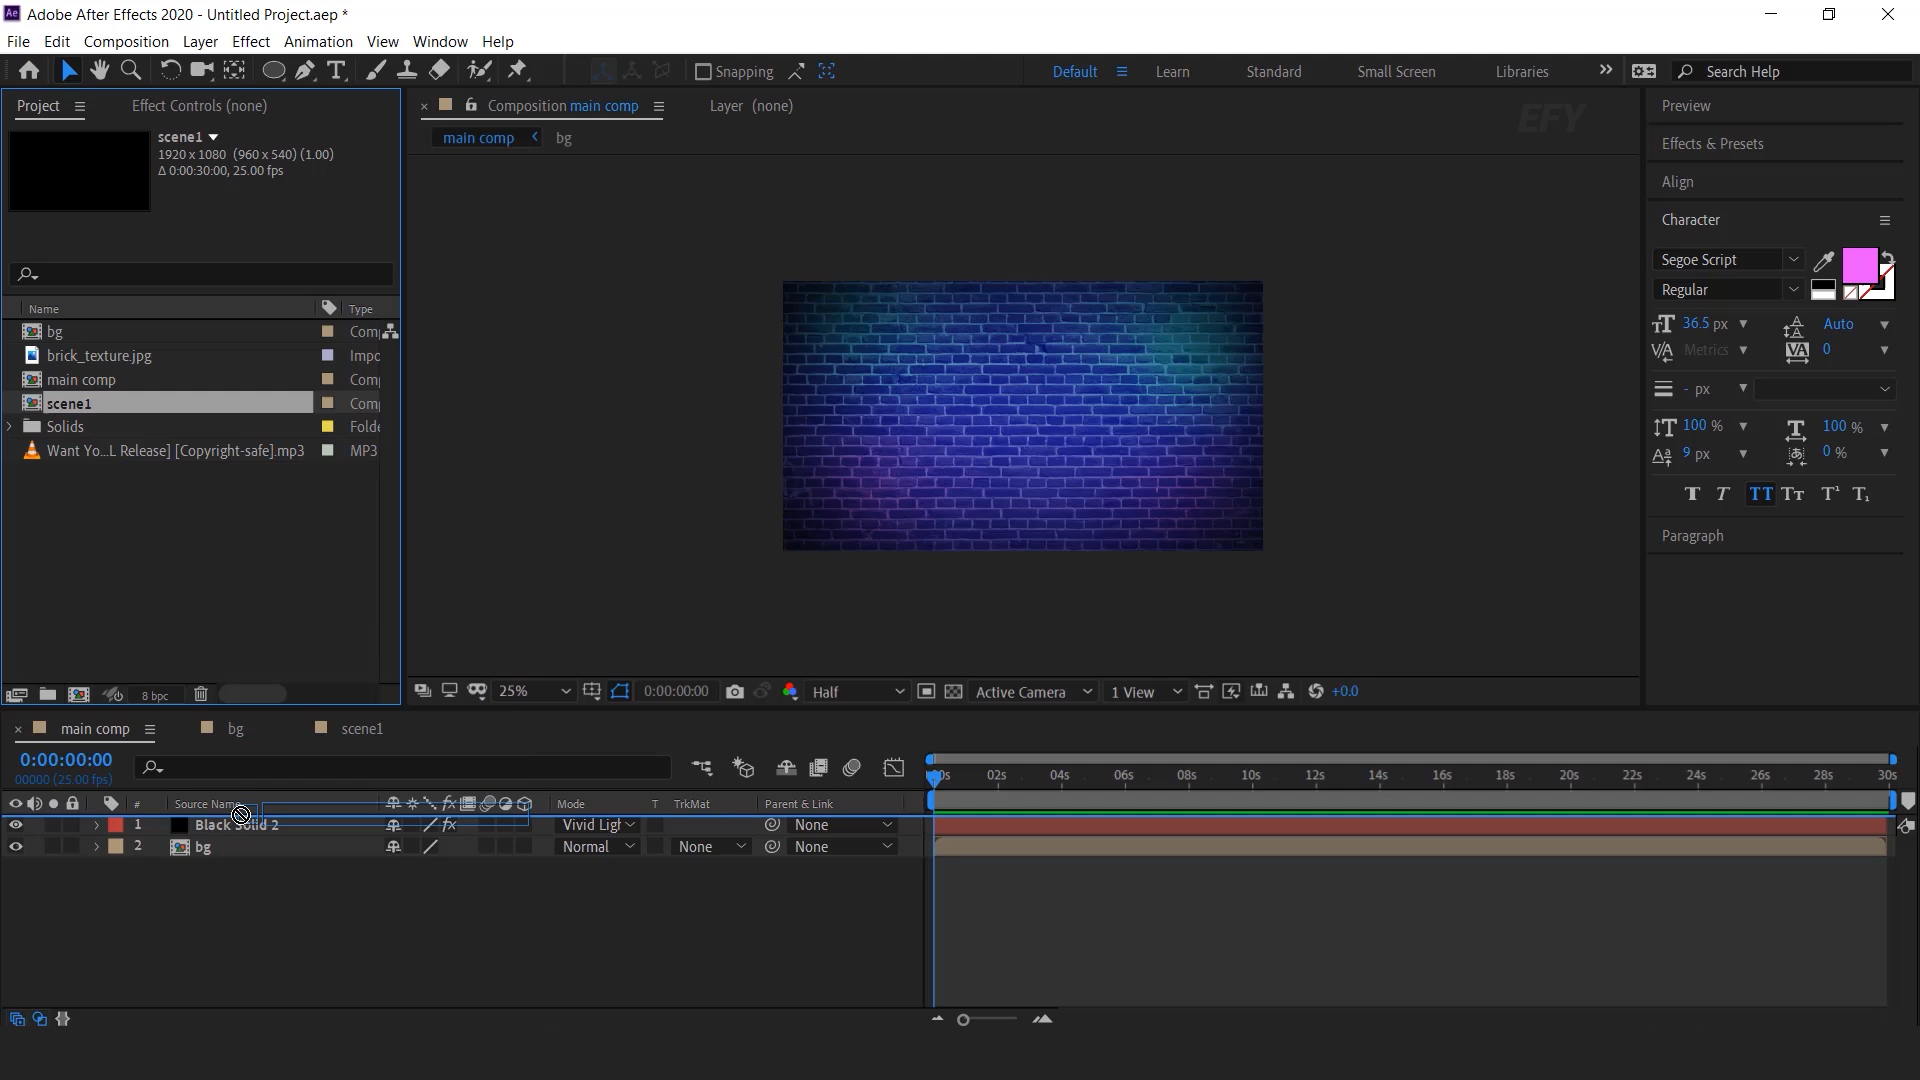 Adobe After Effects 2020 - Untitled Project.aep *
File Edit Composition Layer Effect Animation View Window Help
Snapping Default Learn Standard Small Screen Libraries Search Help
Project Effect Controls (none)
Composition main comp Layer (none)
EFY
Preview
scene1
main comp bg
1920 x 1080 (960 x 540) (1.00)
Δ 0:00:30:00, 25.00 fps
Effects & Presets
Align
Character
Segoe Script
Regular
36.5 px Auto
Metrics 0
- px
100 % 100 %
9 px 0 %
Paragraph
Name Type
bg Com
brick_texture.jpg Impo
main comp Com
scene1 Com
Solids Folde
Want Yo...L Release] [Copyright-safe].mp3 MP3
8 bpc
25% 0:00:00:00 Half Active Camera 1 View +0.0
main comp bg scene1
0:00:00:00
00000 (25.00 fps)
02s 04s 06s 08s 10s 12s 14s 16s 18s 20s 22s 24s 26s 28s 30s
# Source Name Mode T TrkMat Parent & Link
1 Black Solid 2 Vivid Ligh None
2 bg Normal None None